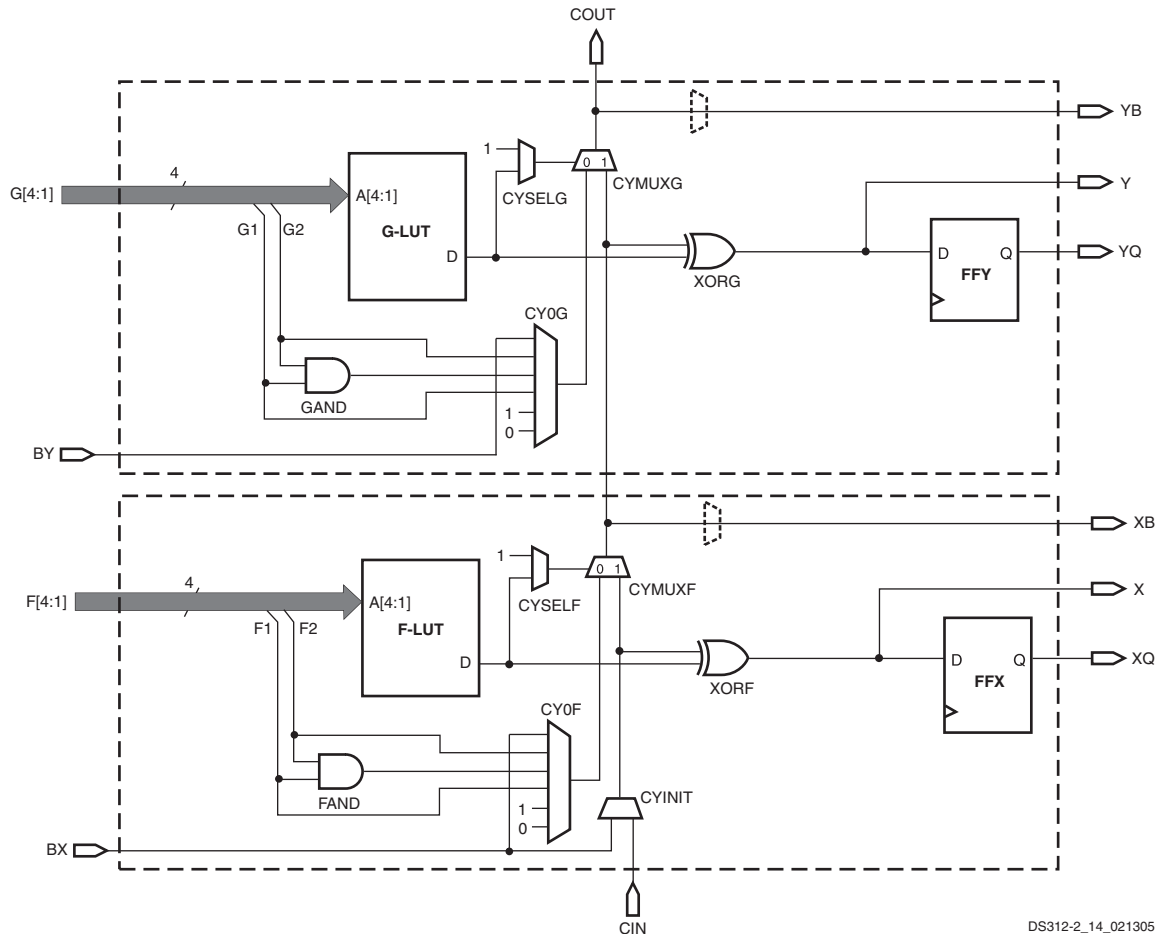 COUT
YB
1
0 1
4
CYSELG
CYMUXG
G[4:1]
A[4:1]
Y
G1
G2
G-LUT
D
XORG
D
Q
FFY
YQ
CY0G
GAND
1
0
BY
XB
1
0 1
4
CYSELF
CYMUXF
F[4:1]
A[4:1]
X
F1
F2
F-LUT
D
XORF
D
Q
FFX
XQ
CY0F
FAND
1
0
CYINIT
BX
CIN
DS312-2_14_021305